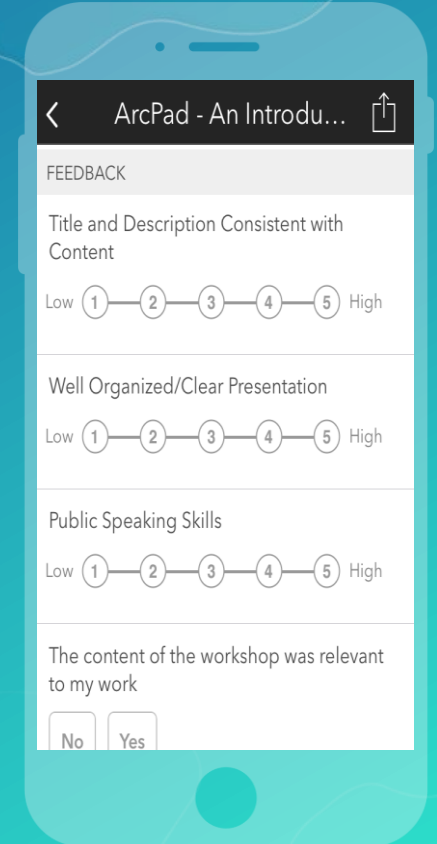 ArcPad - An Introdu...
FEEDBACK
Title and Description Consistent with
Content
Low 1 2 3 4 5 High
Well Organized/Clear Presentation
Low 1 2 3 4 5 High
Public Speaking Skills
Low 1 2 3 4 5 High
The content of the workshop was relevant
to my work
No Yes